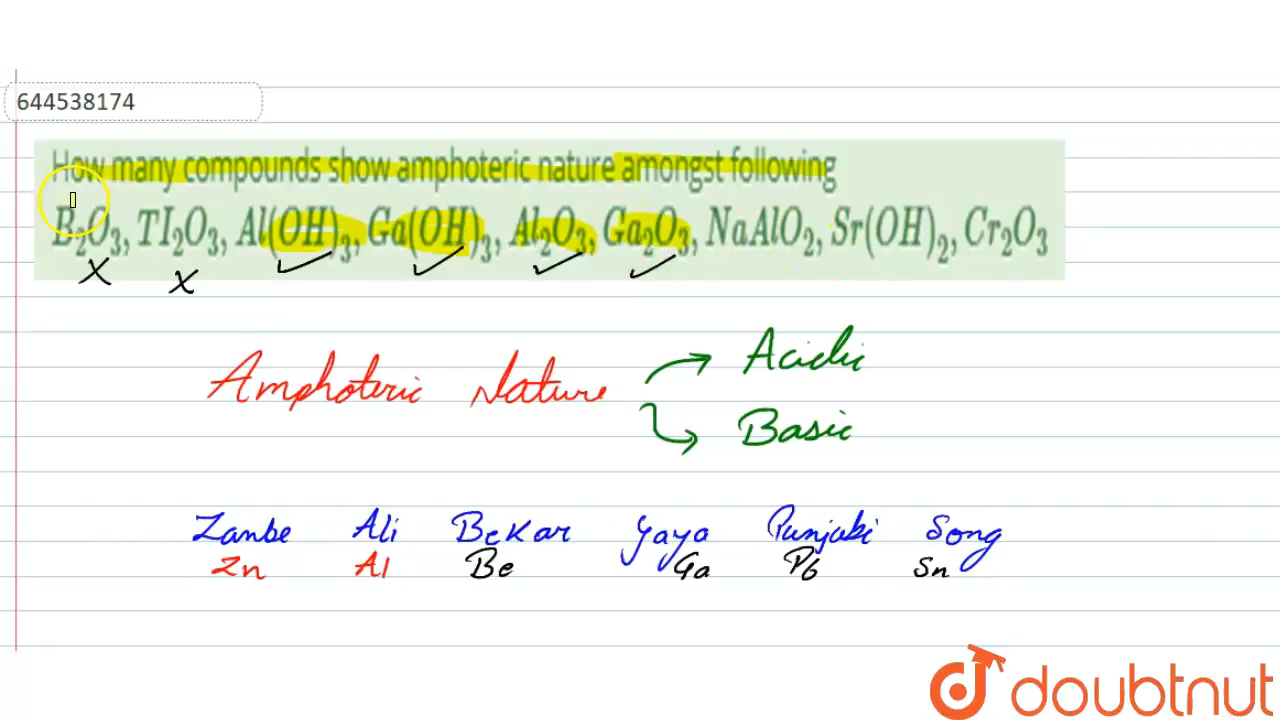 644538174
How many compounds show amphoteric nature amongst following
B₂O₃, TI₂O₃, Al(OH)₃, Ga(OH)₃, Al₂O₃, Ga₂O₃, NaAlO₂, Sr(OH)₂, Cr₂O₃
x x ✓ ✓ ✓ ✓
Acidic
Amphoteric Nature
Basic
Zanbe Ali Bekar Gaya Punjabi Song
Zn Al Be Ga Pb Sn
doubtnut